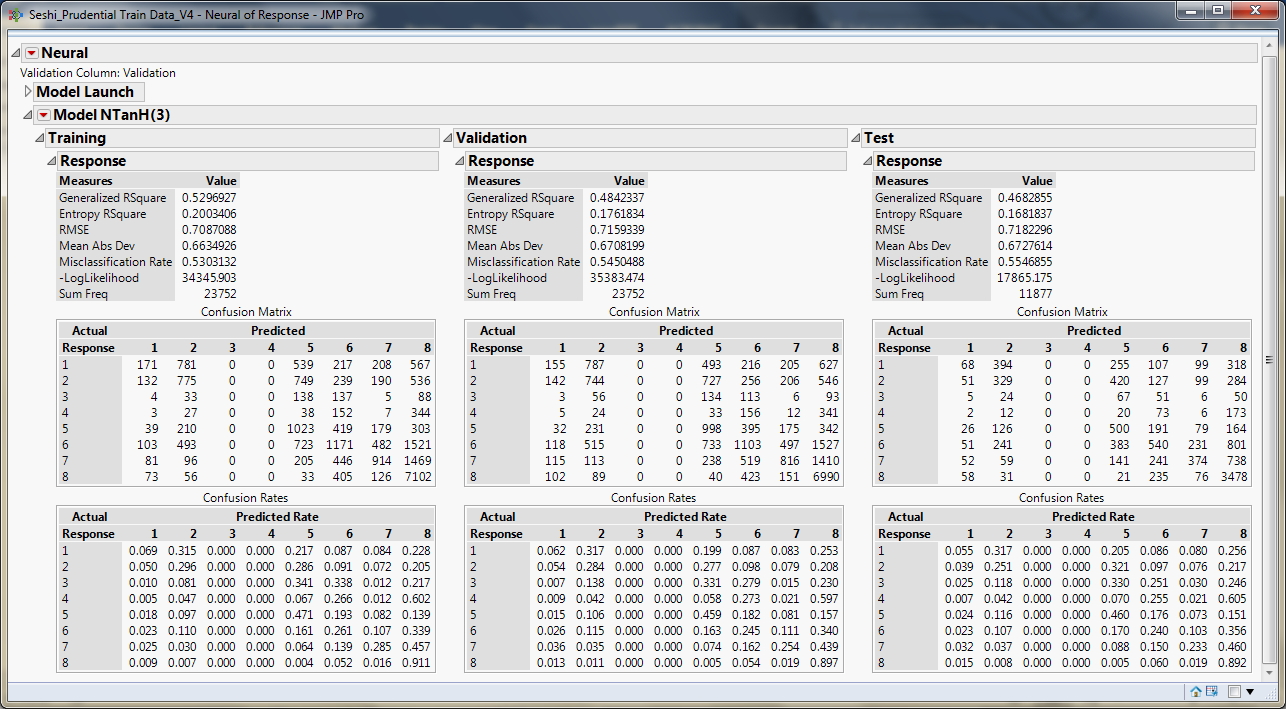 Seshi_Prudential Train Data_V4 - Neural of Response - JMP Pro
Neural
Validation Column: Validation
Model Launch
Model NTanH(3)
Training
Response
Measures Value
Generalized RSquare 0.5296927
Entropy RSquare 0.2003406
RMSE 0.7087088
Mean Abs Dev 0.6634926
Misclassification Rate 0.5303132
-LogLikelihood 34345.903
Sum Freq 23752
Confusion Matrix
Actual Predicted
Response 1 2 3 4 5 6 7 8
1 171 781 0 0 539 217 208 567
2 132 775 0 0 749 239 190 536
3 4 33 0 0 138 137 5 88
4 3 27 0 0 38 152 7 344
5 39 210 0 0 1023 419 179 303
6 103 493 0 0 723 1171 482 1521
7 81 96 0 0 205 446 914 1469
8 73 56 0 0 33 405 126 7102
Confusion Rates
Actual Predicted Rate
Response 1 2 3 4 5 6 7 8
1 0.069 0.315 0.000 0.000 0.217 0.087 0.084 0.228
2 0.050 0.296 0.000 0.000 0.286 0.091 0.072 0.205
3 0.010 0.081 0.000 0.000 0.341 0.338 0.012 0.217
4 0.005 0.047 0.000 0.000 0.067 0.266 0.012 0.602
5 0.018 0.097 0.000 0.000 0.471 0.193 0.082 0.139
6 0.023 0.110 0.000 0.000 0.161 0.261 0.107 0.339
7 0.025 0.030 0.000 0.000 0.064 0.139 0.285 0.457
8 0.009 0.007 0.000 0.000 0.004 0.052 0.016 0.911
Validation
Response
Measures Value
Generalized RSquare 0.4842337
Entropy RSquare 0.1761834
RMSE 0.7159339
Mean Abs Dev 0.6708199
Misclassification Rate 0.5450488
-LogLikelihood 35383.474
Sum Freq 23752
Confusion Matrix
Actual Predicted
Response 1 2 3 4 5 6 7 8
1 155 787 0 0 493 216 205 627
2 142 744 0 0 727 256 206 546
3 3 56 0 0 134 113 6 93
4 5 24 0 0 33 156 12 341
5 32 231 0 0 998 395 175 342
6 118 515 0 0 733 1103 497 1527
7 115 113 0 0 238 519 816 1410
8 102 89 0 0 40 423 151 6990
Confusion Rates
Actual Predicted Rate
Response 1 2 3 4 5 6 7 8
1 0.062 0.317 0.000 0.000 0.199 0.087 0.083 0.253
2 0.054 0.284 0.000 0.000 0.277 0.098 0.079 0.208
3 0.007 0.138 0.000 0.000 0.331 0.279 0.015 0.230
4 0.009 0.042 0.000 0.000 0.058 0.273 0.021 0.597
5 0.015 0.106 0.000 0.000 0.459 0.182 0.081 0.157
6 0.026 0.115 0.000 0.000 0.163 0.245 0.111 0.340
7 0.036 0.035 0.000 0.000 0.074 0.162 0.254 0.439
8 0.013 0.011 0.000 0.000 0.005 0.054 0.019 0.897
Test
Response
Measures Value
Generalized RSquare 0.4682855
Entropy RSquare 0.1681837
RMSE 0.7182296
Mean Abs Dev 0.6727614
Misclassification Rate 0.5546855
-LogLikelihood 17865.175
Sum Freq 11877
Confusion Matrix
Actual Predicted
Response 1 2 3 4 5 6 7 8
1 68 394 0 0 255 107 99 318
2 51 329 0 0 420 127 99 284
3 5 24 0 0 67 51 6 50
4 2 12 0 0 20 73 6 173
5 26 126 0 0 500 191 79 164
6 51 241 0 0 383 540 231 801
7 52 59 0 0 141 241 374 738
8 58 31 0 0 21 235 76 3478
Confusion Rates
Actual Predicted Rate
Response 1 2 3 4 5 6 7 8
1 0.055 0.317 0.000 0.000 0.205 0.086 0.080 0.256
2 0.039 0.251 0.000 0.000 0.321 0.097 0.076 0.217
3 0.025 0.118 0.000 0.000 0.330 0.251 0.030 0.246
4 0.007 0.042 0.000 0.000 0.070 0.255 0.021 0.605
5 0.024 0.116 0.000 0.000 0.460 0.176 0.073 0.151
6 0.023 0.107 0.000 0.000 0.170 0.240 0.103 0.356
7 0.032 0.037 0.000 0.000 0.088 0.150 0.233 0.460
8 0.015 0.008 0.000 0.000 0.005 0.060 0.019 0.892